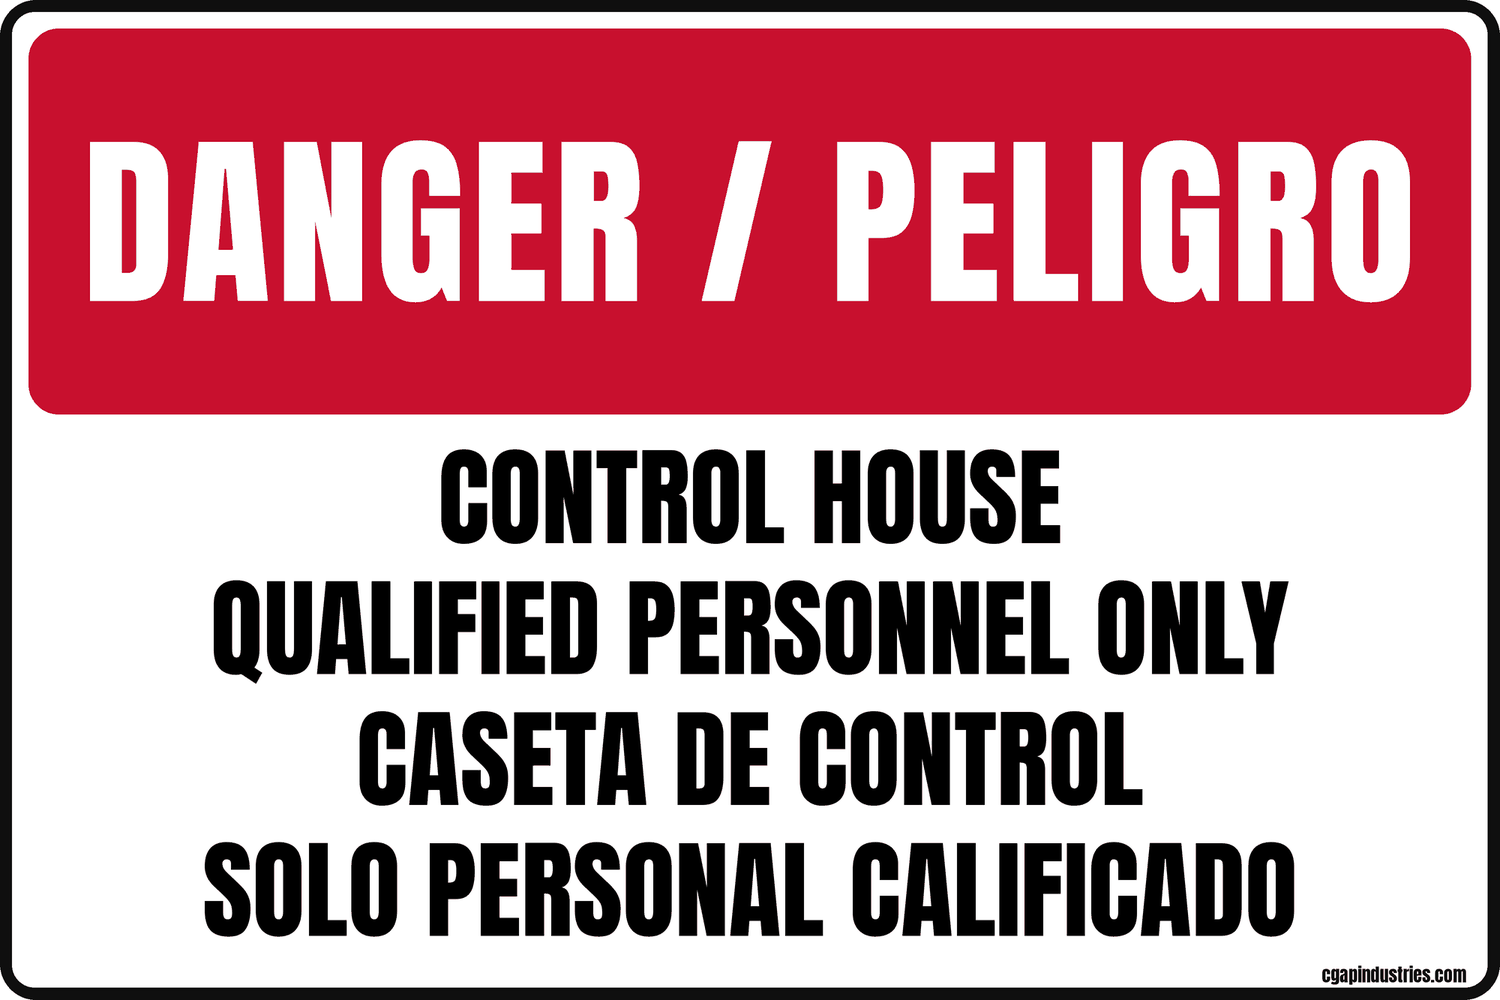 DANGER / PELIGRO
CONTROL HOUSE
QUALIFIED PERSONNEL ONLY
CASETA DE CONTROL
SOLO PERSONAL CALIFICADO
cgapindustries.com